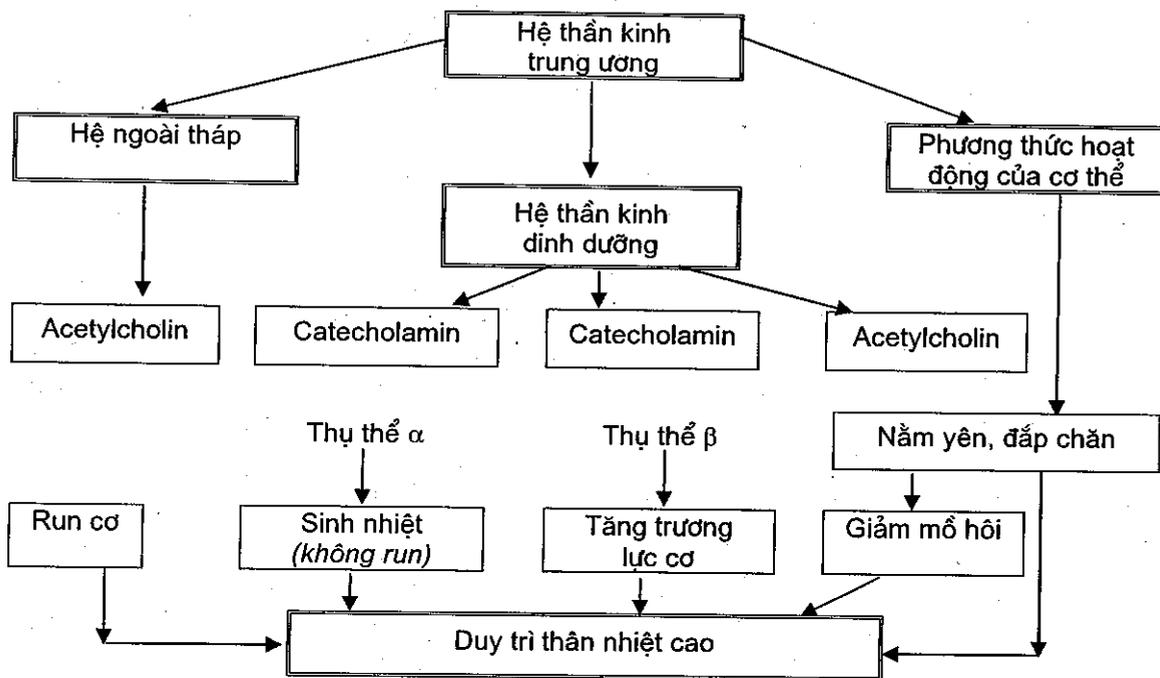 Hệ thần kinh
trung ương
Hệ ngoài tháp
Phương thức hoạt
động của cơ thể
Hệ thần kinh
dinh dưỡng
Acetylcholin
Catecholamin
Catecholamin
Acetylcholin
Thụ thể α
Thụ thể β
Nằm yên, đắp chăn
Run cơ
Sinh nhiệt
(không run)
Tăng trương
lực cơ
Giảm mồ hôi
Duy trì thân nhiệt cao